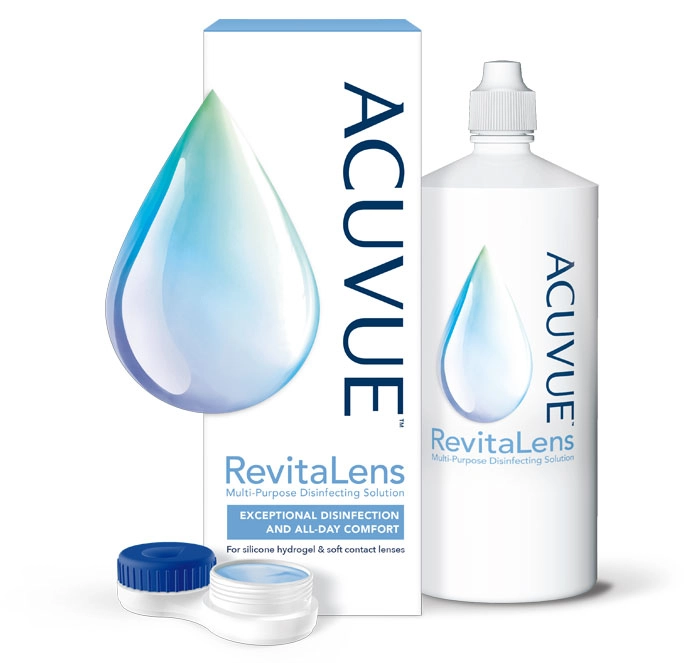 ACUVUE™
RevitaLens
Multi-Purpose Disinfecting Solution
EXCEPTIONAL DISINFECTION
AND ALL-DAY COMFORT
For silicone hydrogel & soft contact lenses
ACUVUE™
RevitaLens
Multi-Purpose Disinfecting Solution